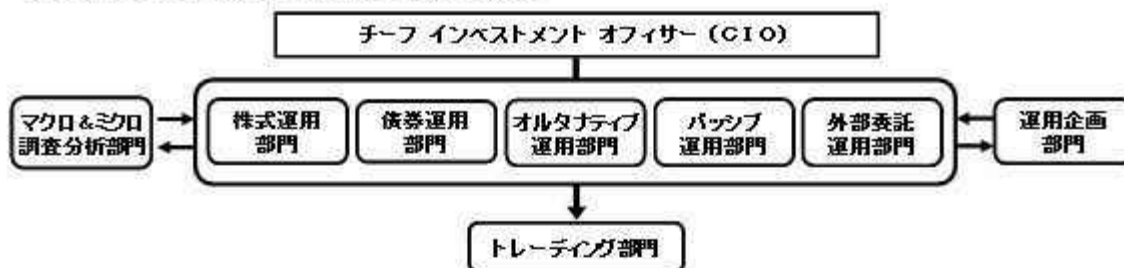 チーフ インベストメント オフィサー（CIO）
マクロ＆ミクロ
調査分析部門
株式運用
部門
債券運用
部門
オルタナティブ
運用部門
パッシブ
運用部門
外部委託
運用部門
運用企画
部門
トレーディング部門